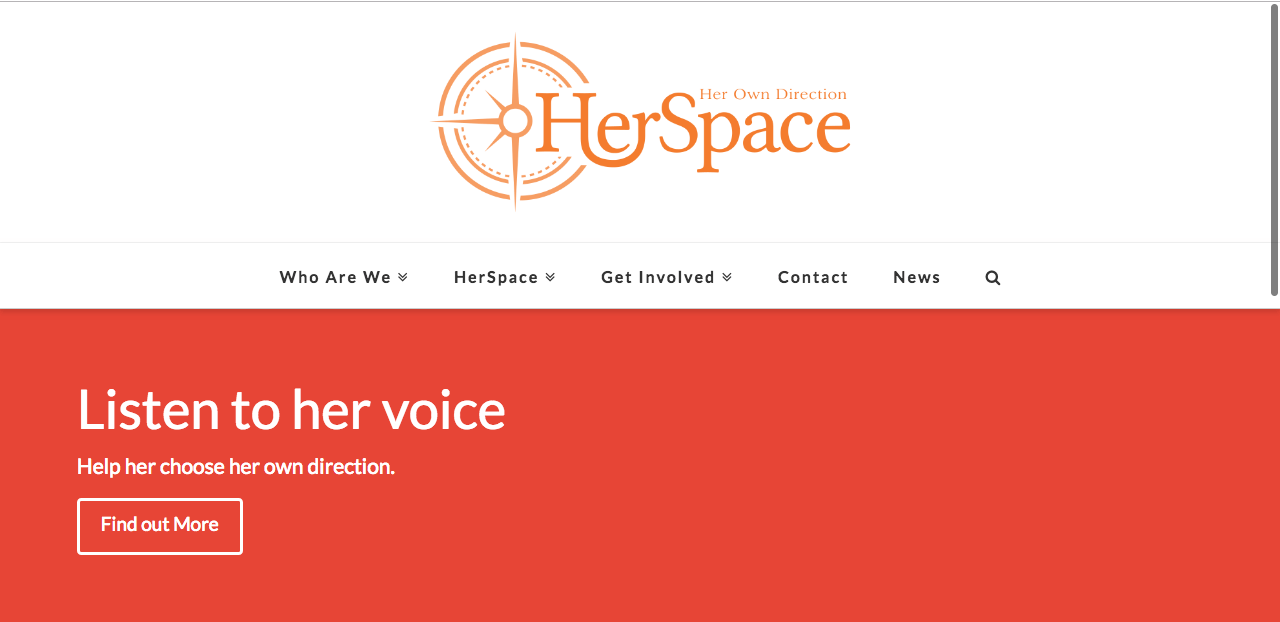 Her Own Direction
HerSpace
Who Are We HerSpace Get Involved Contact News
Listen to her voice
Help her choose her own direction.
Find out More